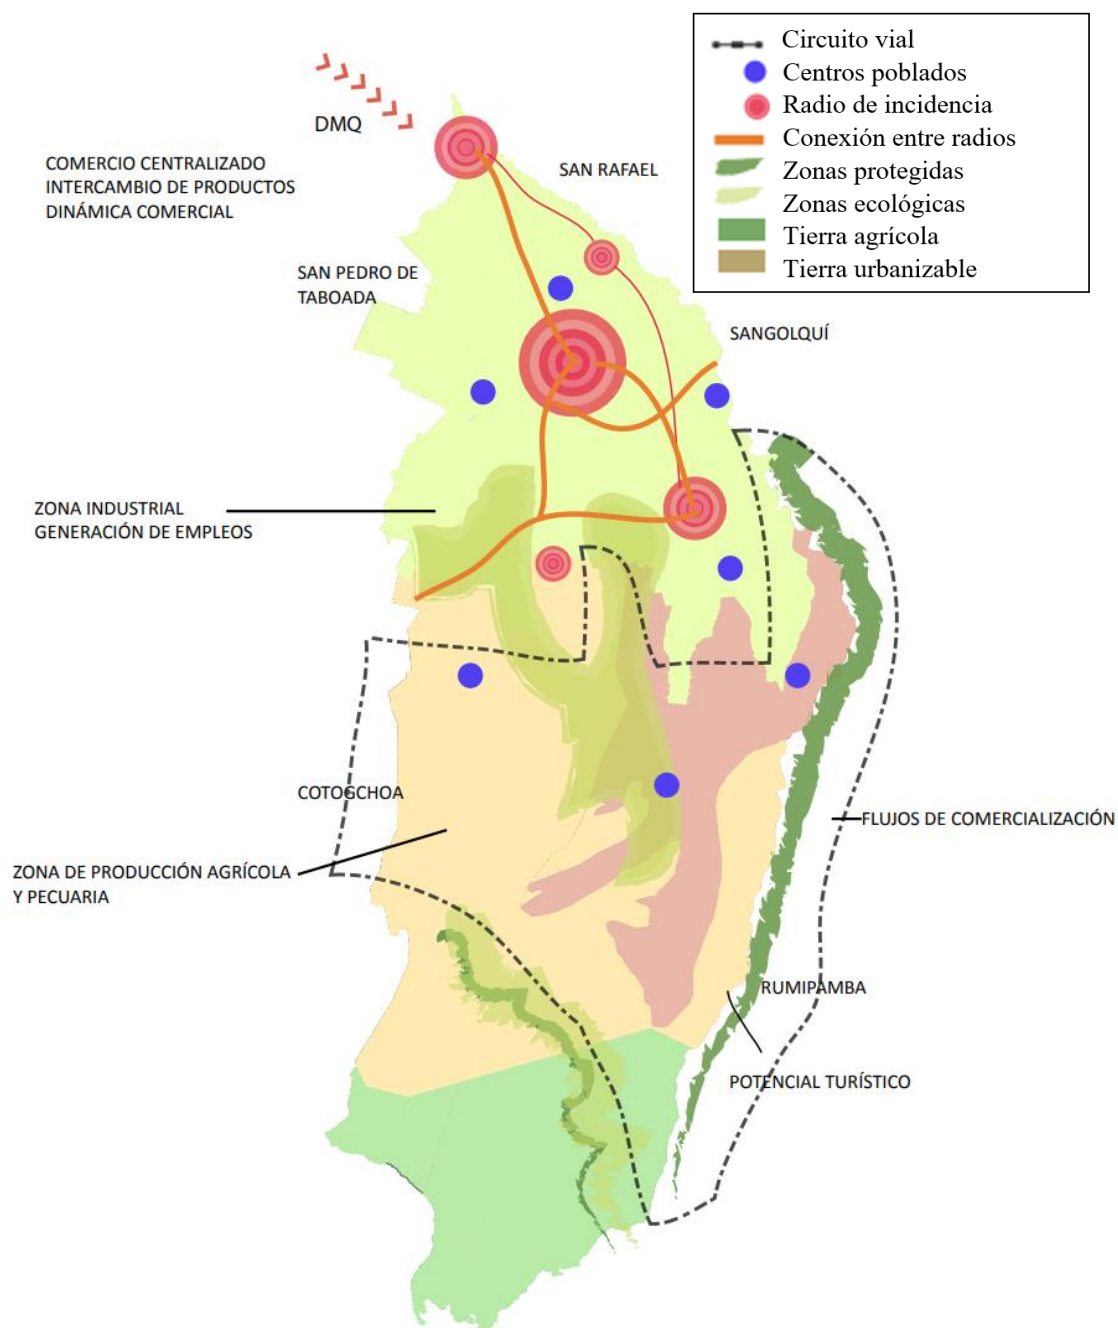 Circuito vial
Centros poblados
Radio de incidencia
Conexión entre radios
Zonas protegidas
Zonas ecológicas
Tierra agrícola
Tierra urbanizable
DMQ
COMERCIO CENTRALIZADO
INTERCAMBIO DE PRODUCTOS
DINÁMICA COMERCIAL
SAN RAFAEL
SAN PEDRO DE
TABOADA
SANGOLQUÍ
ZONA INDUSTRIAL
GENERACIÓN DE EMPLEOS
COTOGCHOA
FLUJOS DE COMERCIALIZACIÓN
ZONA DE PRODUCCIÓN AGRÍCOLA
Y PECUARIA
RUMIPAMBA
POTENCIAL TURÍSTICO